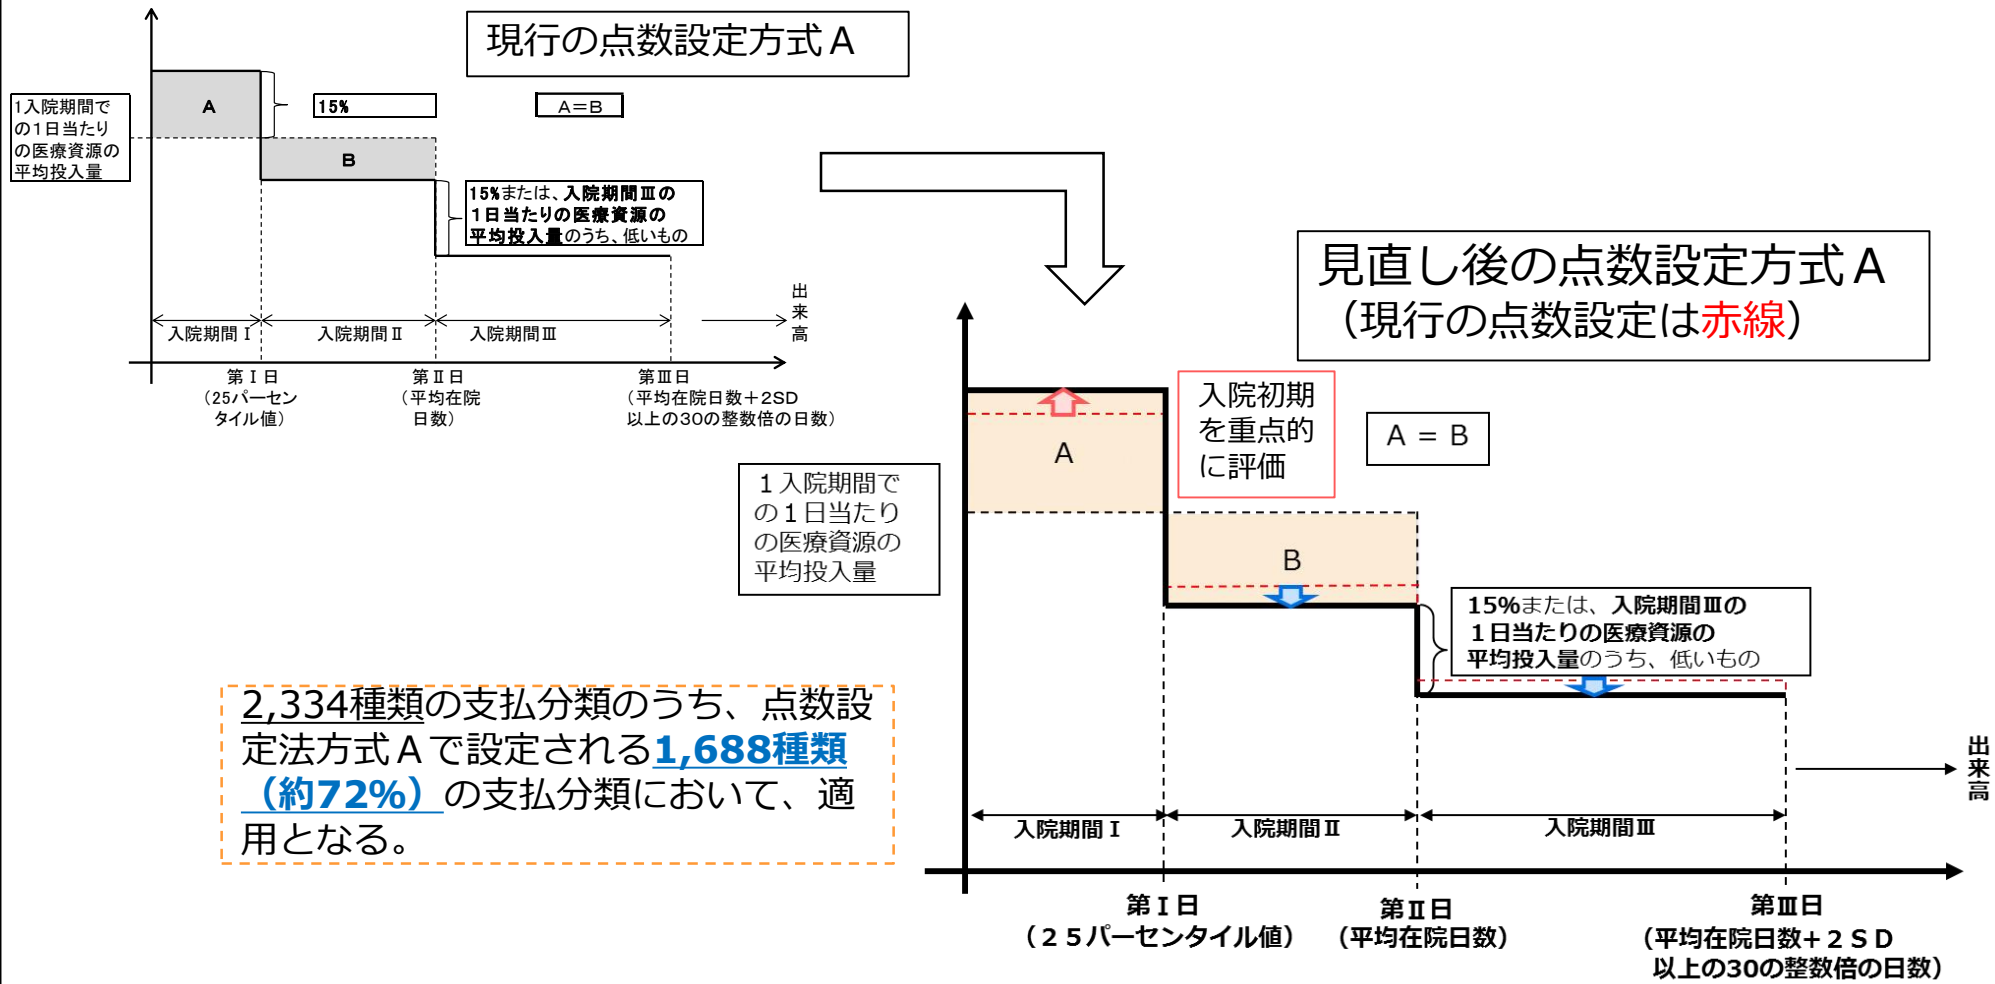 現行の点数設定方式A
1入院期間で
の1日当たり
の医療資源の
平均投入量
A
15%
A=B
B
15%または、入院期間Ⅲの
1日当たりの医療資源の
平均投入量のうち、低いもの
入院期間Ⅰ
入院期間Ⅱ
入院期間Ⅲ
出
来
高
第Ⅰ日
(25パーセン
タイル値)
第Ⅱ日
(平均在院
日数)
第Ⅲ日
(平均在院日数+2SD
以上の30の整数倍の日数)
見直し後の点数設定方式A
(現行の点数設定は赤線)
入院初期
を重点的
に評価
A = B
A
1入院期間で
の1日当たり
の医療資源の
平均投入量
B
15%または、入院期間Ⅲの
1日当たりの医療資源の
平均投入量のうち、低いもの
2,334種類の支払分類のうち、点数設
定法方式Aで設定される1,688種類
(約72%)の支払分類において、適
用となる。
出
来
高
入院期間Ⅰ
入院期間Ⅱ
入院期間Ⅲ
第Ⅰ日
(25パーセンタイル値)
第Ⅱ日
(平均在院日数)
第Ⅲ日
(平均在院日数+2SD
以上の30の整数倍の日数)